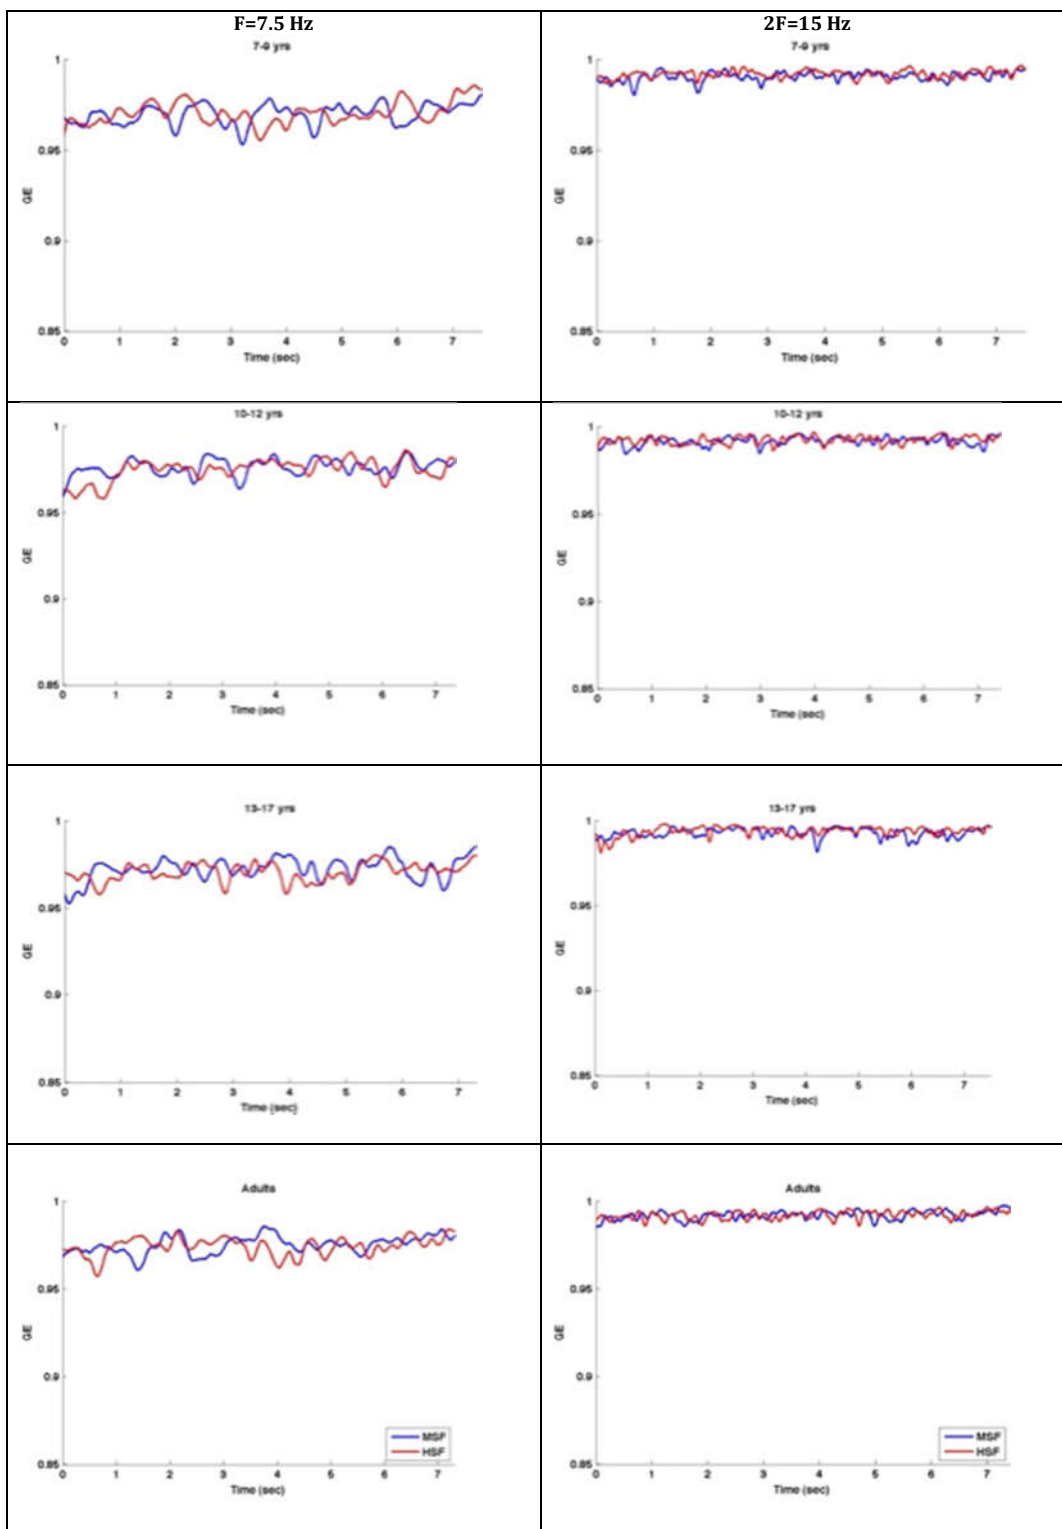 F=7.5 Hz
2F=15 Hz
7-9 yrs
1
0.95
0.9
0.85
GE
0 1 2 3 4 5 6 7
Time (sec)
7-9 yrs
1
0.95
0.9
0.85
GE
0 1 2 3 4 5 6 7
Time (sec)
10-12 yrs
1
0.95
0.9
0.85
GE
0 1 2 3 4 5 6 7
Time (sec)
10-12 yrs
1
0.95
0.9
0.85
GE
0 1 2 3 4 5 6 7
Time (sec)
13-17 yrs
1
0.95
0.9
0.85
GE
0 1 2 3 4 5 6 7
Time (sec)
13-17 yrs
1
0.95
0.9
0.85
GE
0 1 2 3 4 5 6 7
Time (sec)
Adults
1
0.95
0.9
0.85
GE
MSF
HSF
0 1 2 3 4 5 6 7
Time (sec)
Adults
1
0.95
0.9
0.85
GE
MSF
HSF
0 1 2 3 4 5 6 7
Time (sec)